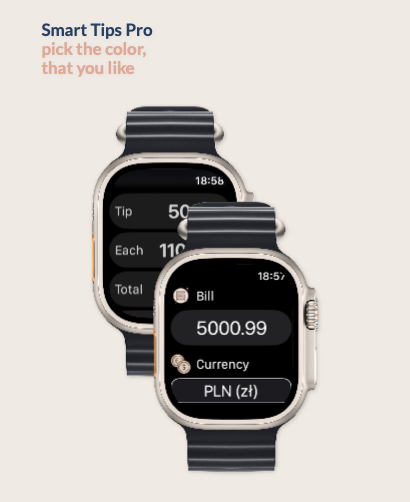 Smart Tips Pro
pick the color,
that you like
18:58
Tip
50
Each
110
Total
18:57
Bill
5000.99
Currency
PLN (zł)